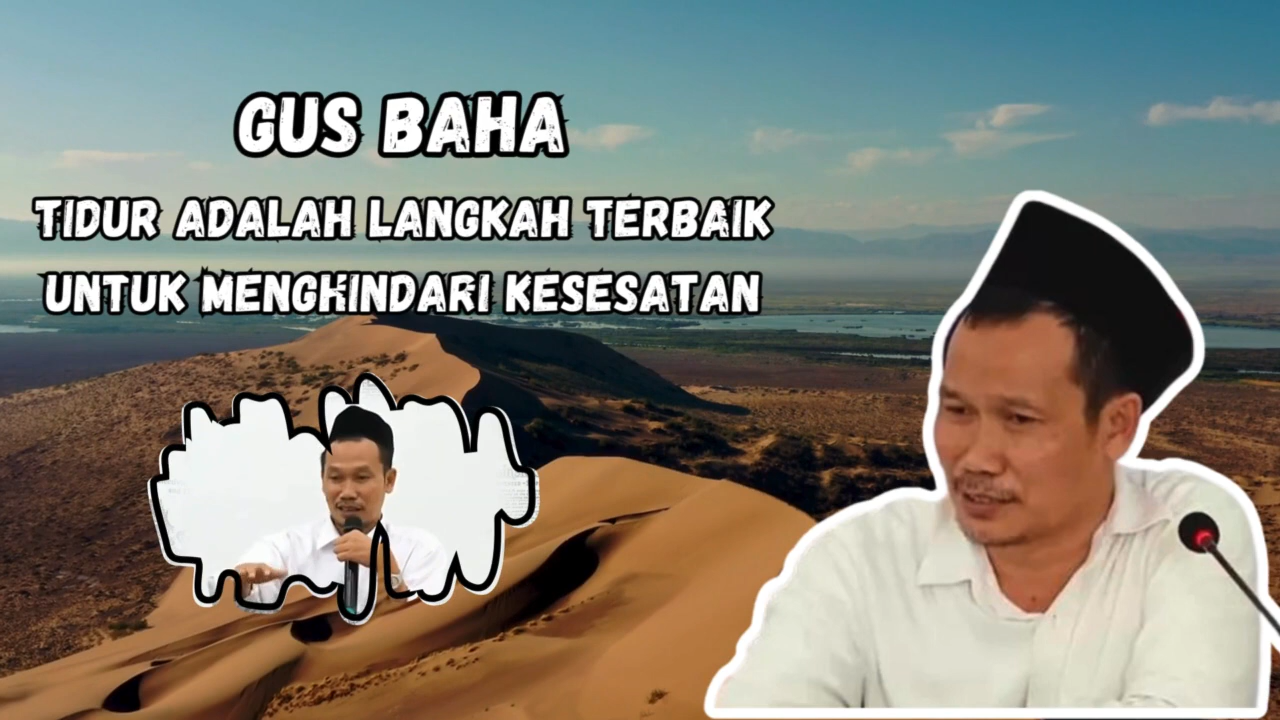 GUS BAHA
TIDUR ADALAH LANGKAH TERBAIK
UNTUK MENGHINDARI KESESATAN